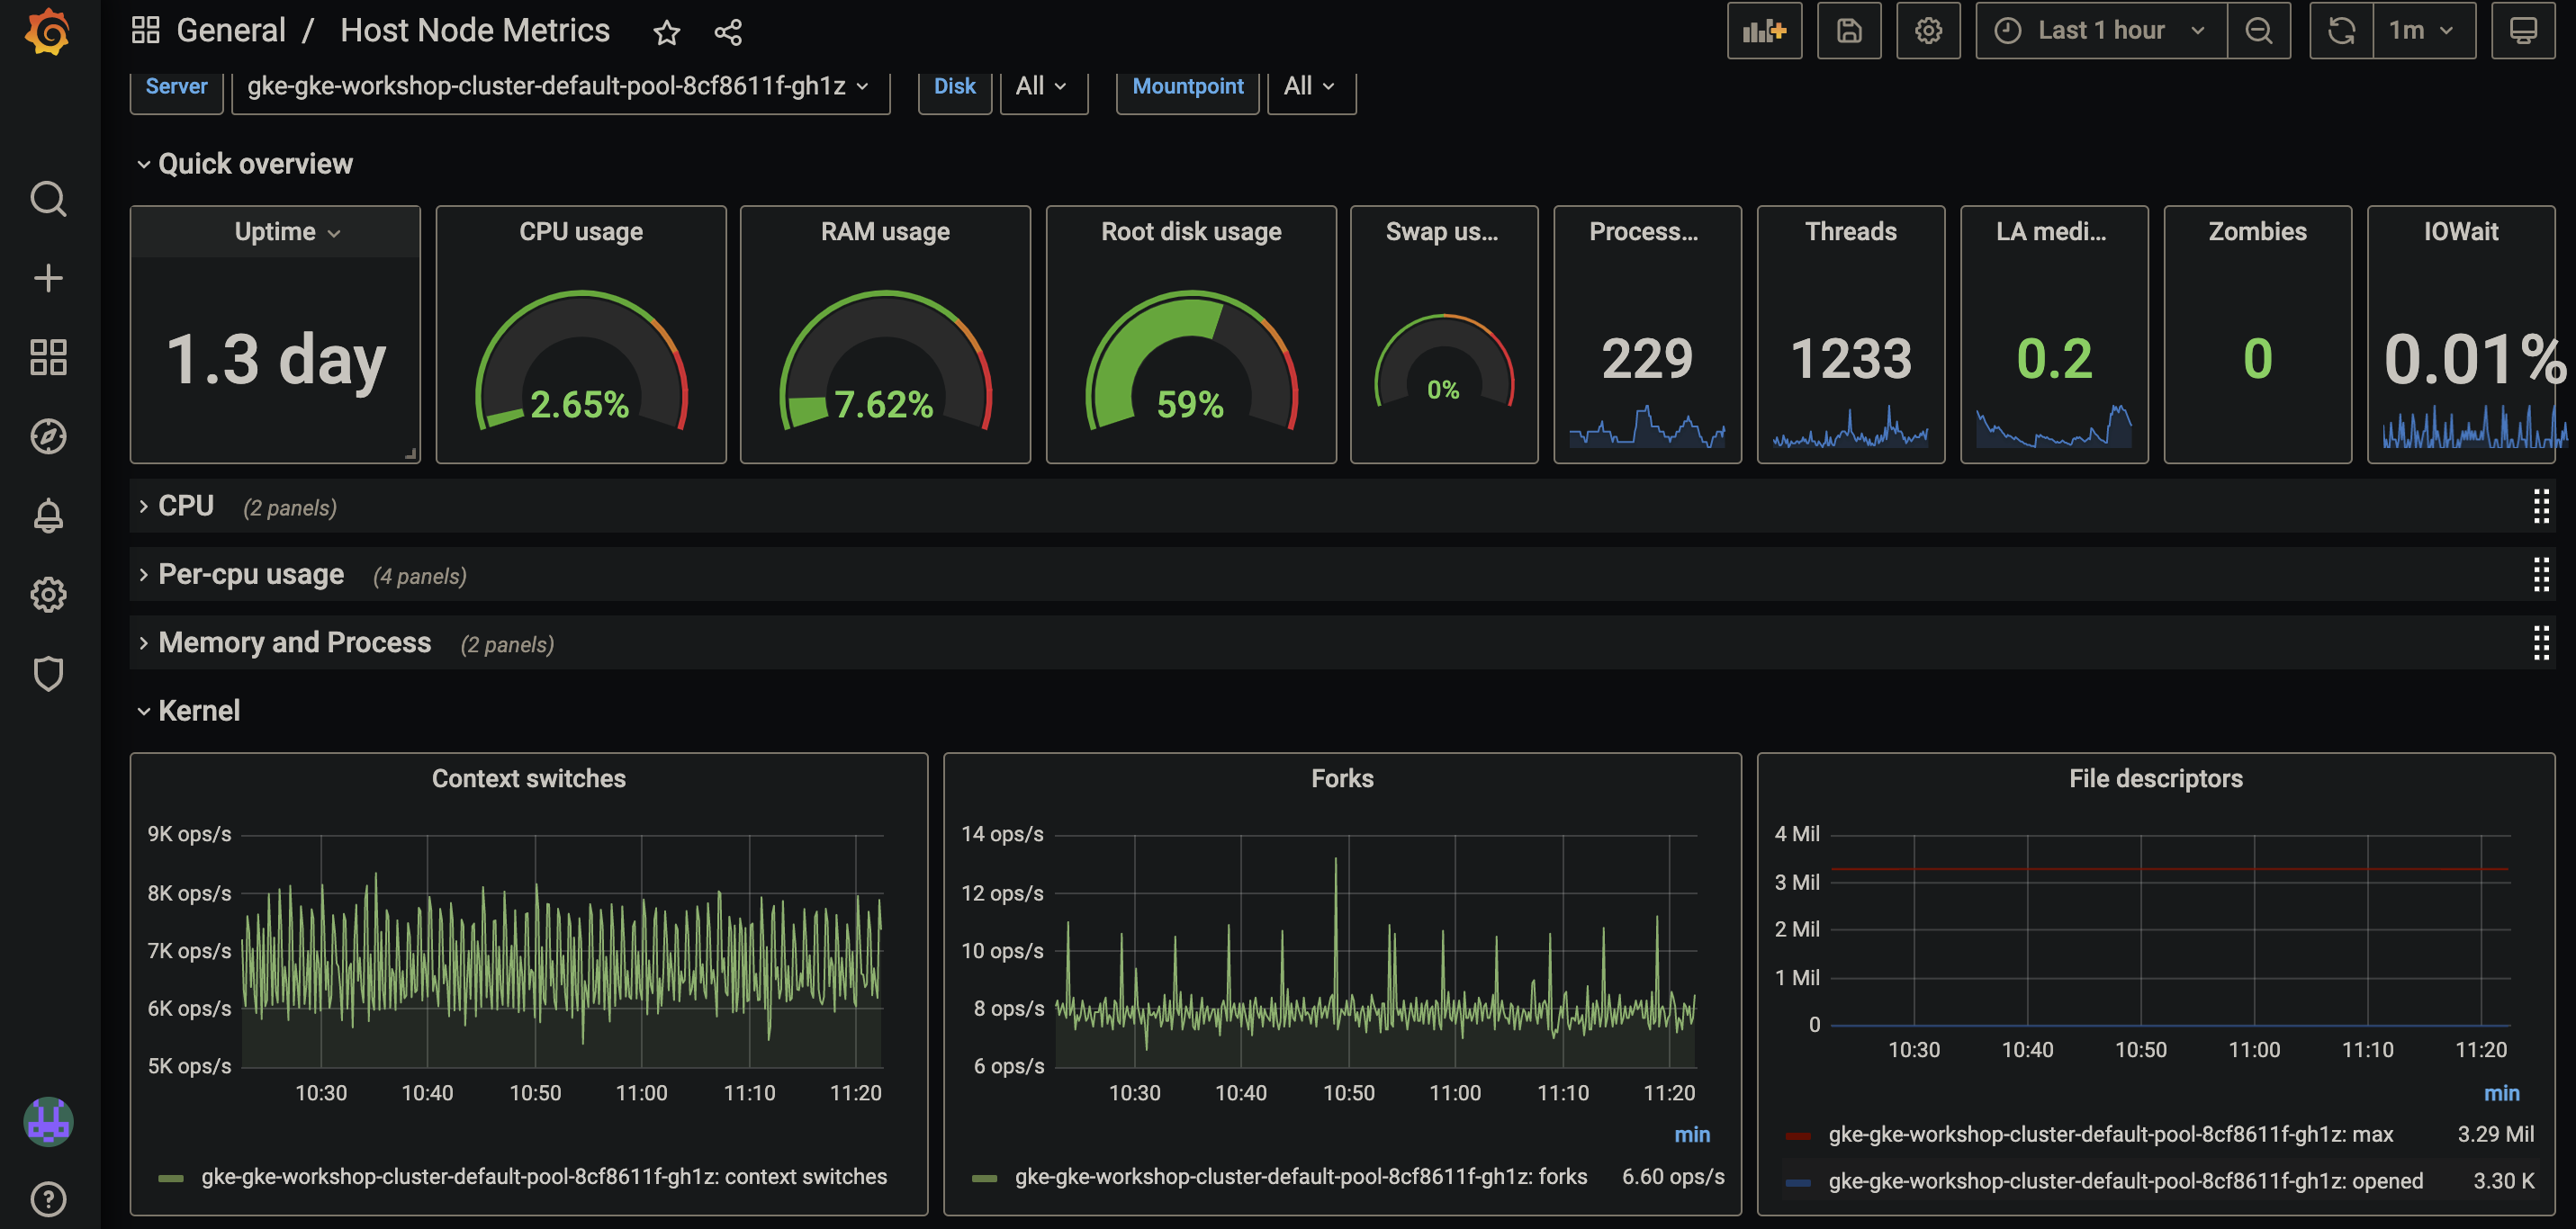 General / Host Node Metrics
Last 1 hour
1m
Server gke-gke-workshop-cluster-default-pool-8cf8611f-gh1z Disk All Mountpoint All
Quick overview
Uptime
1.3 day
CPU usage
2.65%
RAM usage
7.62%
Root disk usage
59%
Swap us...
0%
Process...
229
Threads
1233
LA medi...
0.2
Zombies
0
IOWait
0.01%
CPU (2 panels)
Per-cpu usage (4 panels)
Memory and Process (2 panels)
Kernel
Context switches
9K ops/s
8K ops/s
7K ops/s
6K ops/s
5K ops/s
10:30 10:40 10:50 11:00 11:10 11:20
gke-gke-workshop-cluster-default-pool-8cf8611f-gh1z: context switches
Forks
14 ops/s
12 ops/s
10 ops/s
8 ops/s
6 ops/s
10:30 10:40 10:50 11:00 11:10 11:20
min
gke-gke-workshop-cluster-default-pool-8cf8611f-gh1z: forks 6.60 ops/s
File descriptors
4 Mil
3 Mil
2 Mil
1 Mil
0
10:30 10:40 10:50 11:00 11:10 11:20
min
gke-gke-workshop-cluster-default-pool-8cf8611f-gh1z: max 3.29 Mil
gke-gke-workshop-cluster-default-pool-8cf8611f-gh1z: opened 3.30 K